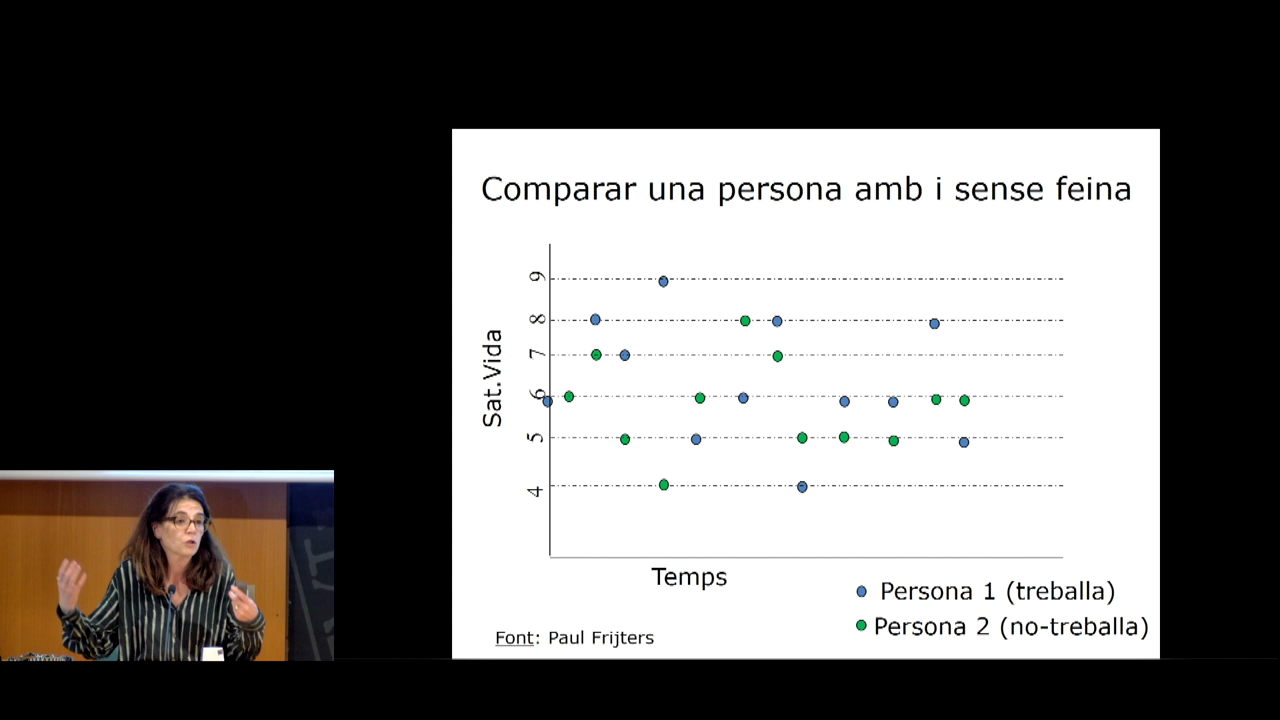 Comparar una persona amb i sense feina
9
8
7
6
5
4
Sat.Vida
Temps
Persona 1 (treballa)
Persona 2 (no-treballa)
Font: Paul Frijters